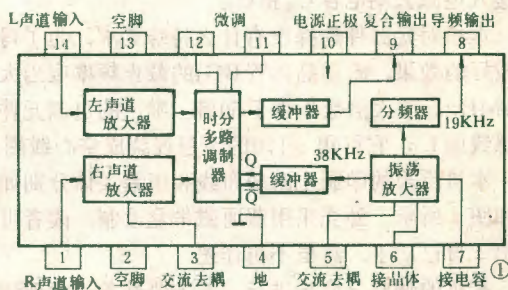 L声道输入 空脚 微调 电源正极 复合输出 导频输出
14 13 12 11 10 9 8
左声道放大器 时分多路调制器 缓冲器 分频器
19KHz
右声道放大器 Q 缓冲器 38KHz 振荡放大器
Q̄
1 2 3 4 5 6 7
R声道输入 空脚 交流去耦 地 交流去耦 接晶体 接电容 ①